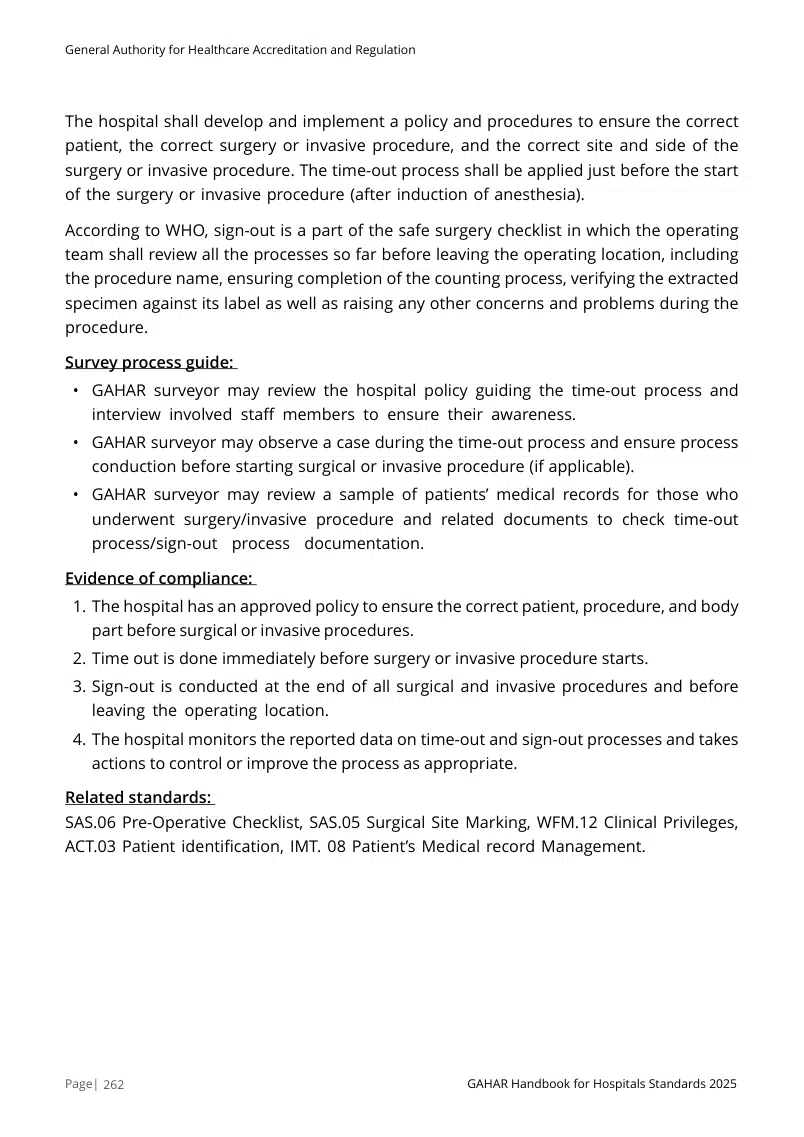 General Authority for Healthcare Accreditation and Regulation
The hospital shall develop and implement a policy and procedures to ensure the correct
patient, the correct surgery or invasive procedure, and the correct site and side of the
surgery or invasive procedure. The time-out process shall be applied just before the start
of the surgery or invasive procedure (after induction of anesthesia).
According to WHO, sign-out is a part of the safe surgery checklist in which the operating
team shall review all the processes so far before leaving the operating location, including
the procedure name, ensuring completion of the counting process, verifying the extracted
specimen against its label as well as raising any other concerns and problems during the
procedure.
Survey process guide:
• GAHAR surveyor may review the hospital policy guiding the time-out process and
interview involved staff members to ensure their awareness.
• GAHAR surveyor may observe a case during the time-out process and ensure process
conduction before starting surgical or invasive procedure (if applicable).
• GAHAR surveyor may review a sample of patients’ medical records for those who
underwent surgery/invasive procedure and related documents to check time-out
process/sign-out process documentation.
Evidence of compliance:
1. The hospital has an approved policy to ensure the correct patient, procedure, and body
part before surgical or invasive procedures.
2. Time out is done immediately before surgery or invasive procedure starts.
3. Sign-out is conducted at the end of all surgical and invasive procedures and before
leaving the operating location.
4. The hospital monitors the reported data on time-out and sign-out processes and takes
actions to control or improve the process as appropriate.
Related standards:
SAS.06 Pre-Operative Checklist, SAS.05 Surgical Site Marking, WFM.12 Clinical Privileges,
ACT.03 Patient identification, IMT. 08 Patient’s Medical record Management.
Page| 262
GAHAR Handbook for Hospitals Standards 2025